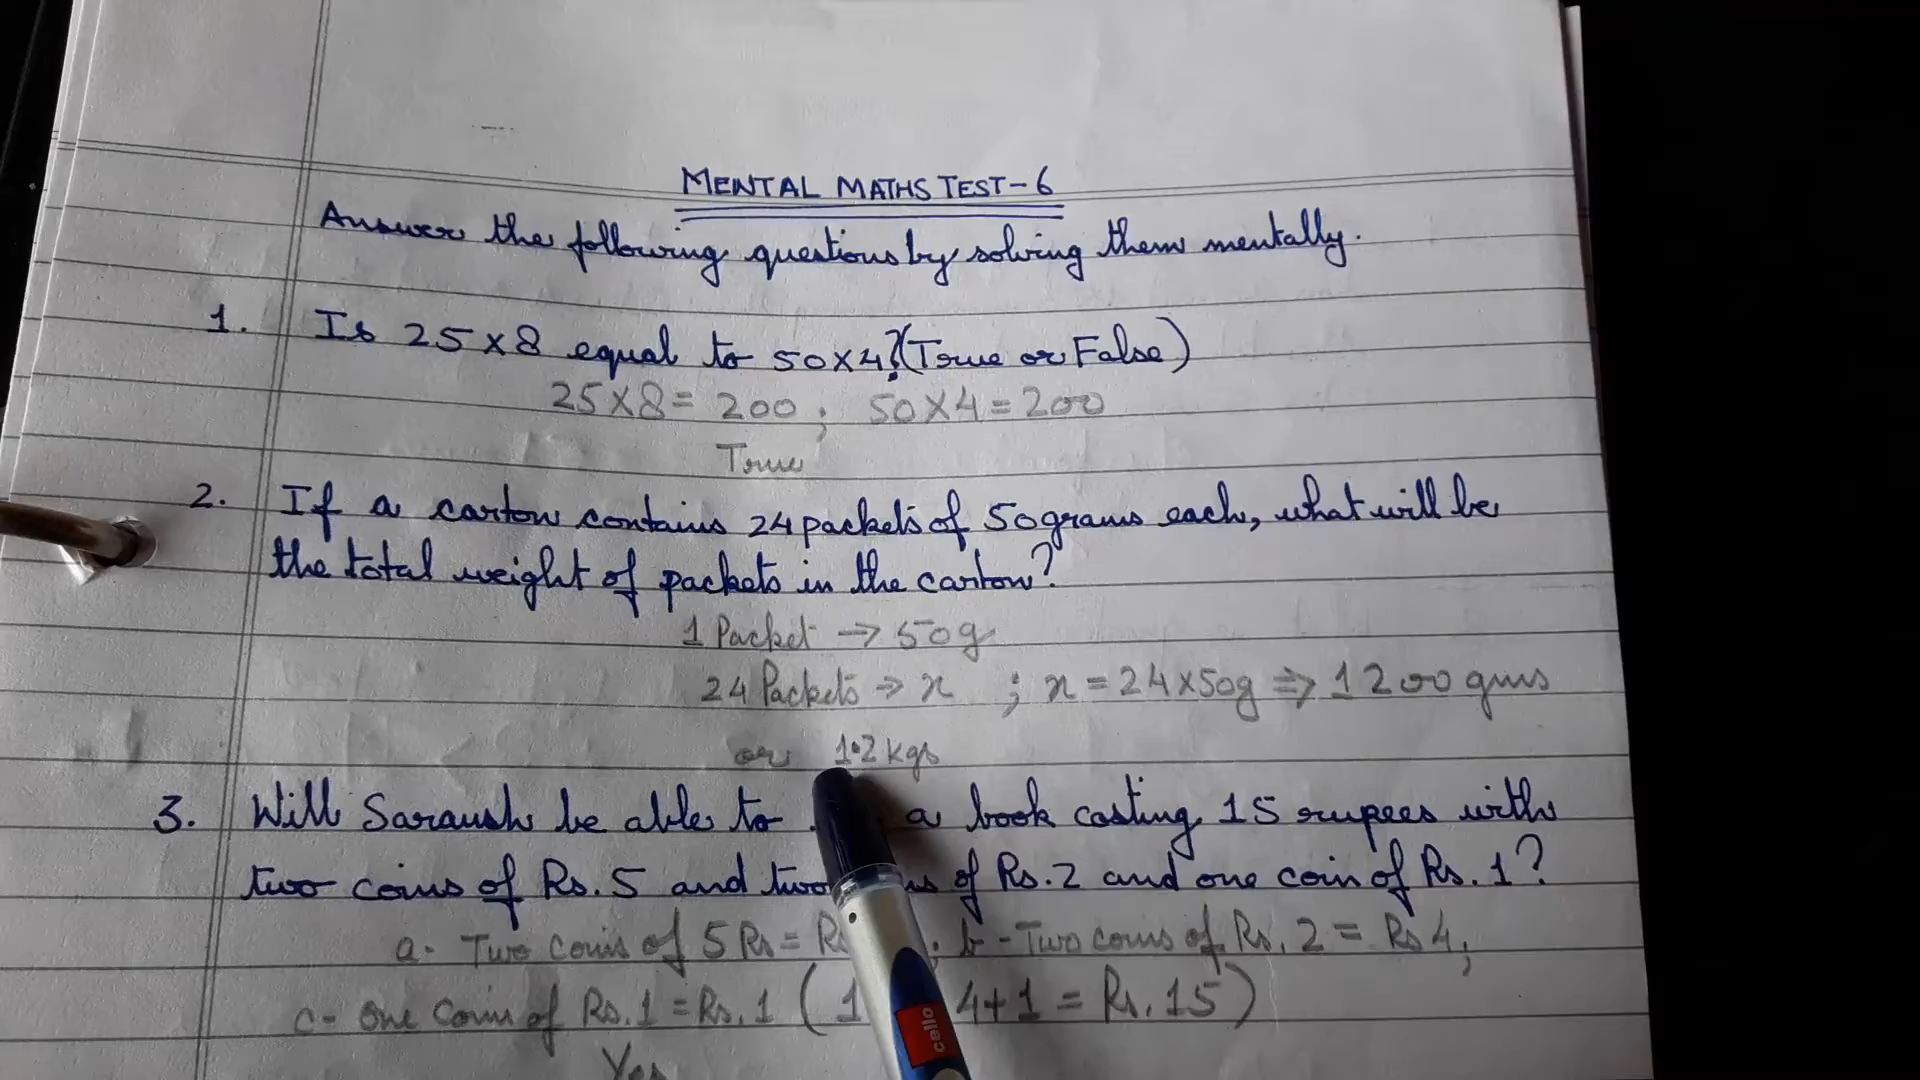 MENTAL MATHS TEST-6
Answer the following questions by solving them mentally.
1. Is 25×8 equal to 50×4? (True or False)
25×8 = 200 ; 50×4 = 200
True
2. If a carton contains 24 packets of 50 grams each, what will be
the total weight of packets in the carton?
1 Packet → 50g
24 Packets → x ; x = 24×50g ⇒ 1200 gms
or 1.2 kgs
3. Will Saransh be able to a book costing 15 rupees with
two coins of Rs. 5 and two of Rs. 2 and one coin of Rs. 1?
a- Two coins of 5 Rs = ; b- Two coins of Rs. 2 = Rs 4,
c- One coin of Rs. 1 = Rs. 1 ( 4+1 = Rs. 15)
Yes
cello